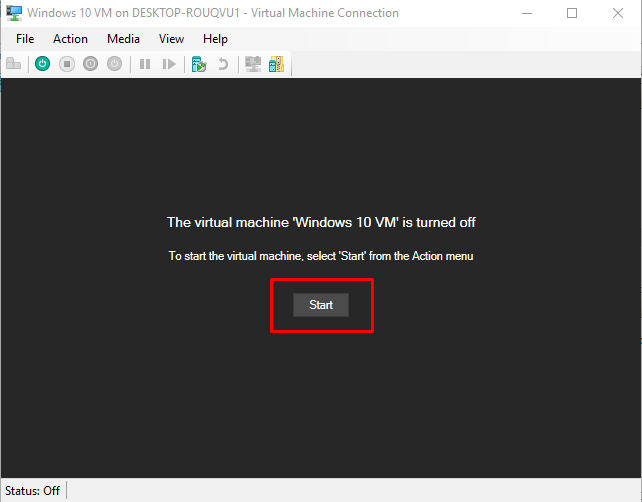 Windows 10 VM on DESKTOP-ROUQVU1 - Virtual Machine Connection
File Action Media View Help
The virtual machine 'Windows 10 VM' is turned off
To start the virtual machine, select 'Start' from the Action menu
Start
Status: Off